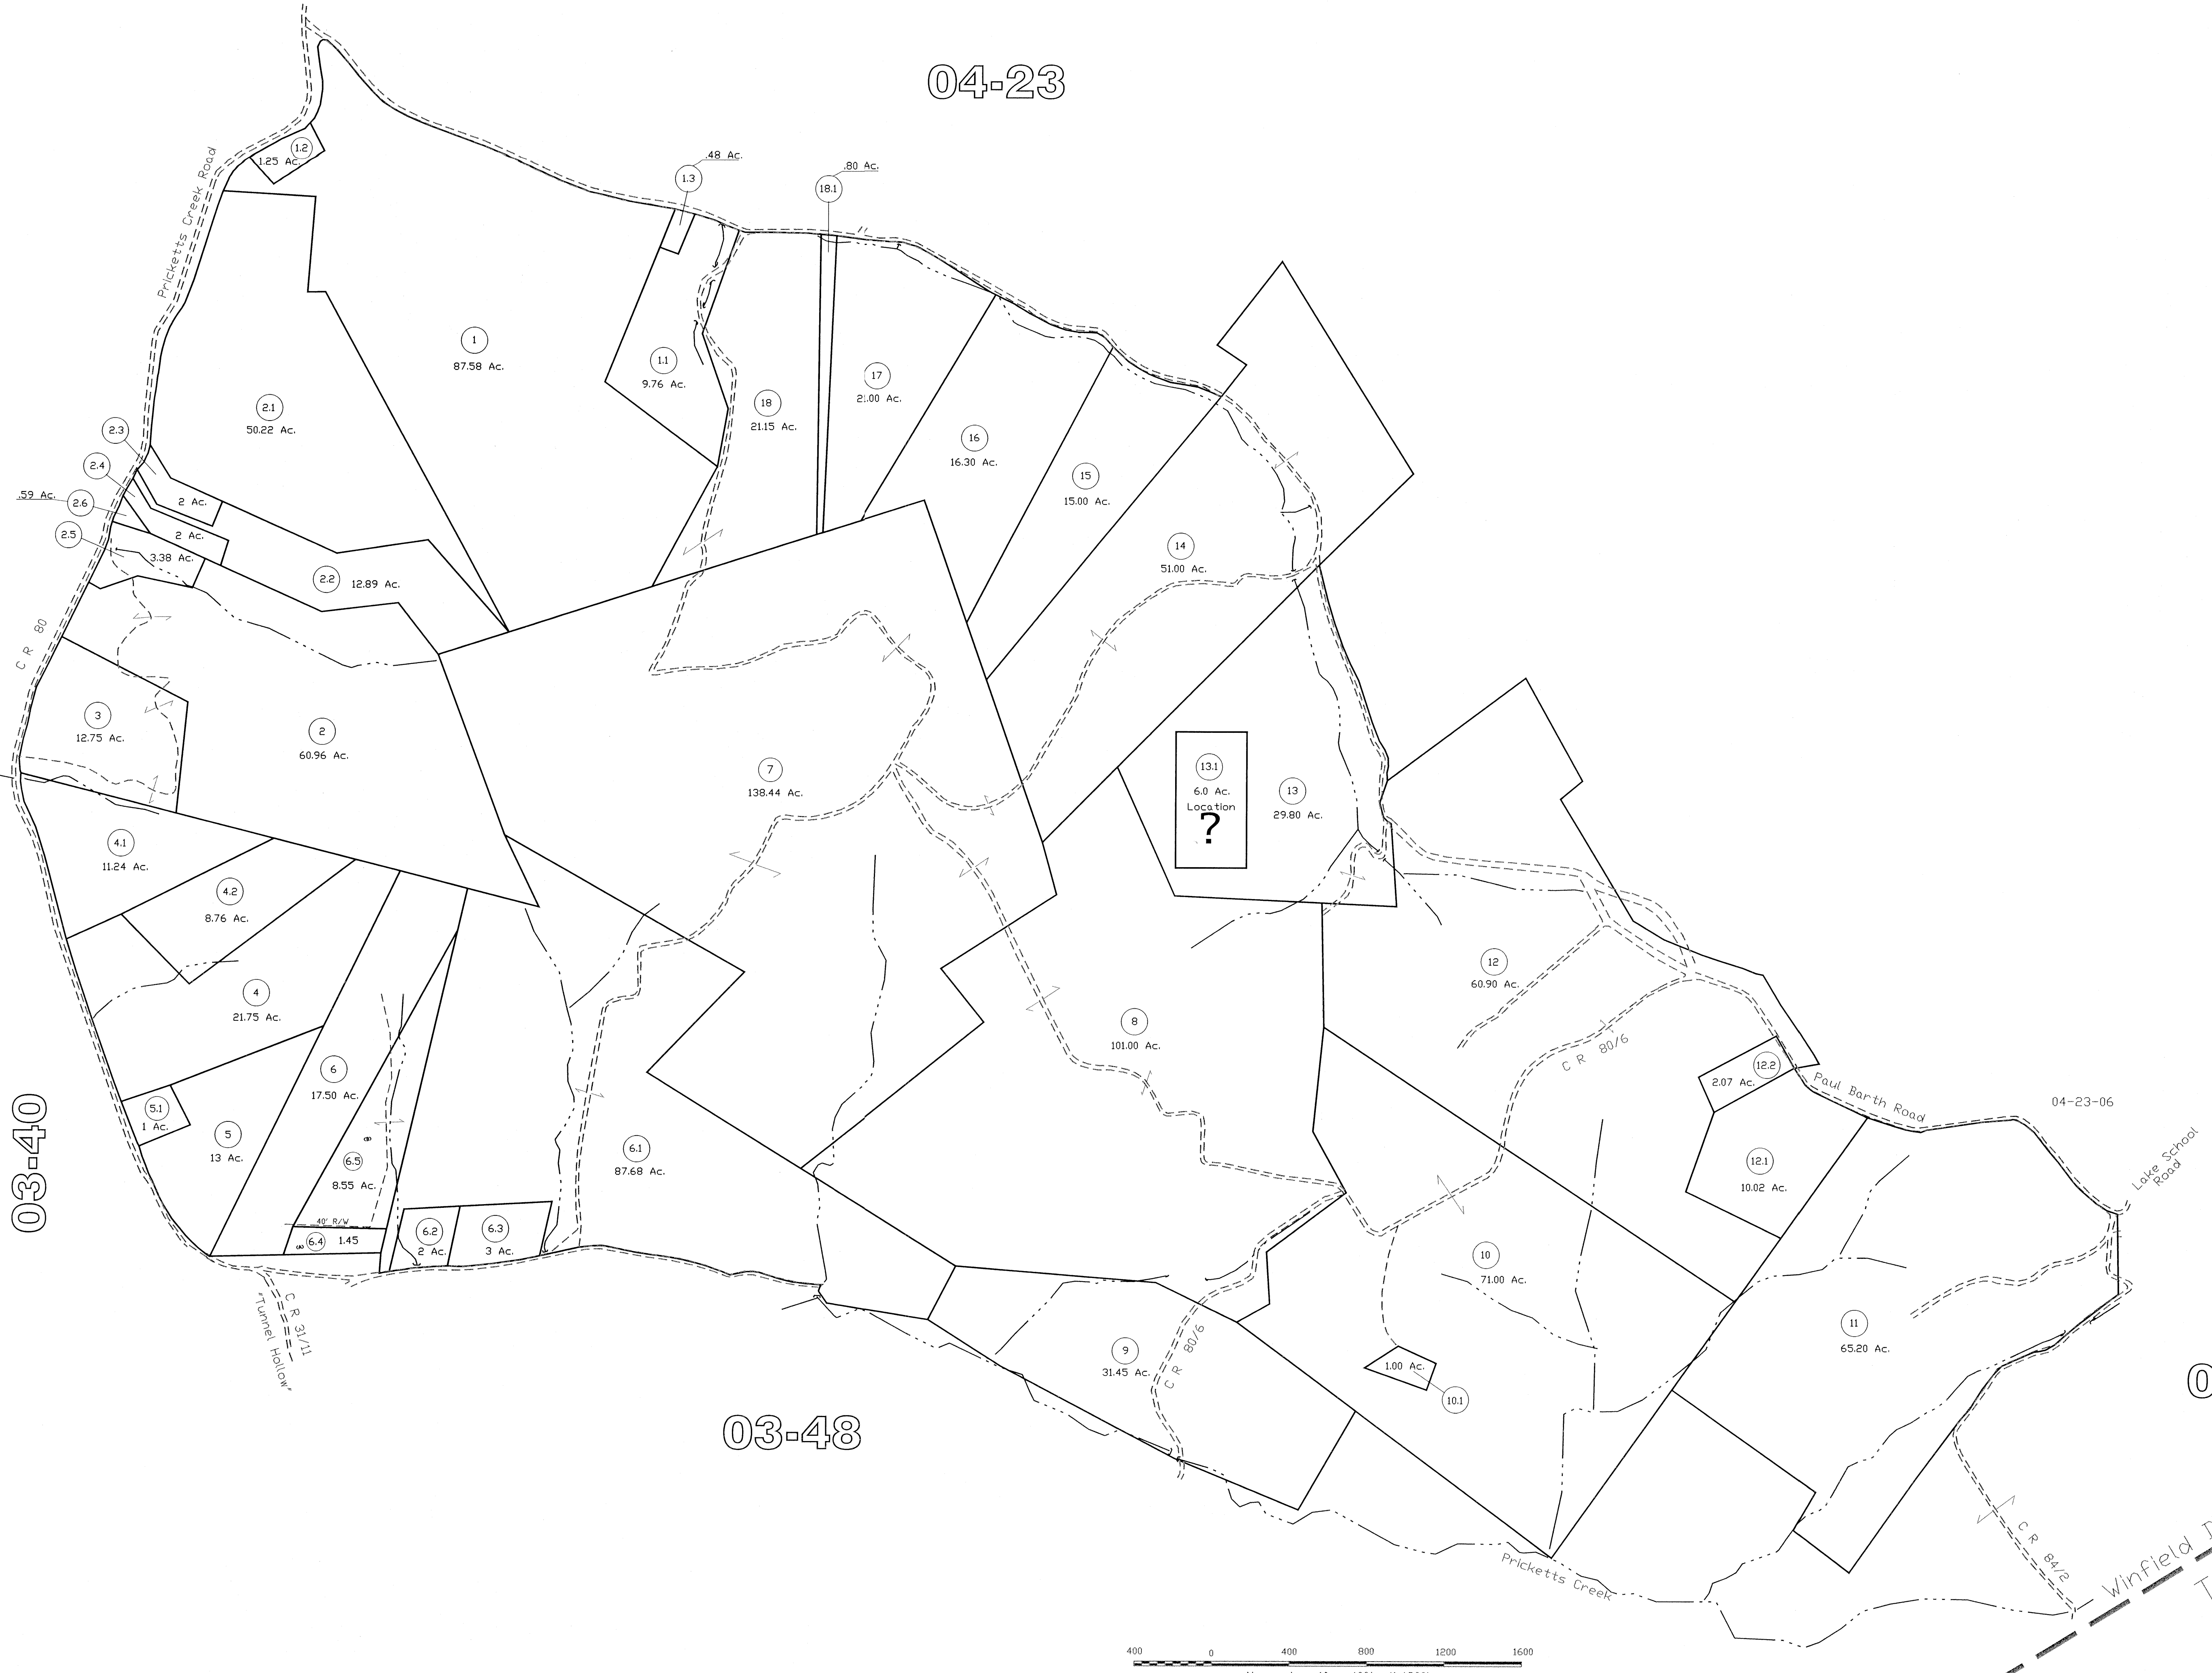 04-23
1.2
1.25 Ac.
Pricketts Creek Road
.48 Ac.
1.3
.80 Ac.
18.1
1
87.58 Ac.
1.1
9.76 Ac.
18
21.15 Ac.
17
21.00 Ac.
16
16.30 Ac.
15
15.00 Ac.
14
51.00 Ac.
2.1
50.22 Ac.
2.3
2 Ac.
2.4
2 Ac.
.59 Ac.
2.6
2.5
3.38 Ac.
2.2
12.89 Ac.
C R 80
3
12.75 Ac.
2
60.96 Ac.
7
138.44 Ac.
13.1
6.0 Ac.
Location
?
13
29.80 Ac.
4.1
11.24 Ac.
4.2
8.76 Ac.
4
21.75 Ac.
12
60.90 Ac.
8
101.00 Ac.
C R 80/6
12.2
2.07 Ac.
Paul Barth Road
04-23-06
Lake School
Road
03-40
5.1
1 Ac.
5
13 Ac.
6
17.50 Ac.
6.5
8.55 Ac.
40' R/W
6.4
1.45
6.2
2 Ac.
6.3
3 Ac.
6.1
87.68 Ac.
12.1
10.02 Ac.
10
71.00 Ac.
11
65.20 Ac.
C R 31/11
"Tunnel Hollow"
9
31.45 Ac.
C R 80/6
1.00 Ac.
10.1
0
03-48
Pricketts Creek
C R 84/2
Winfield
400 0 400 800 1200 1600